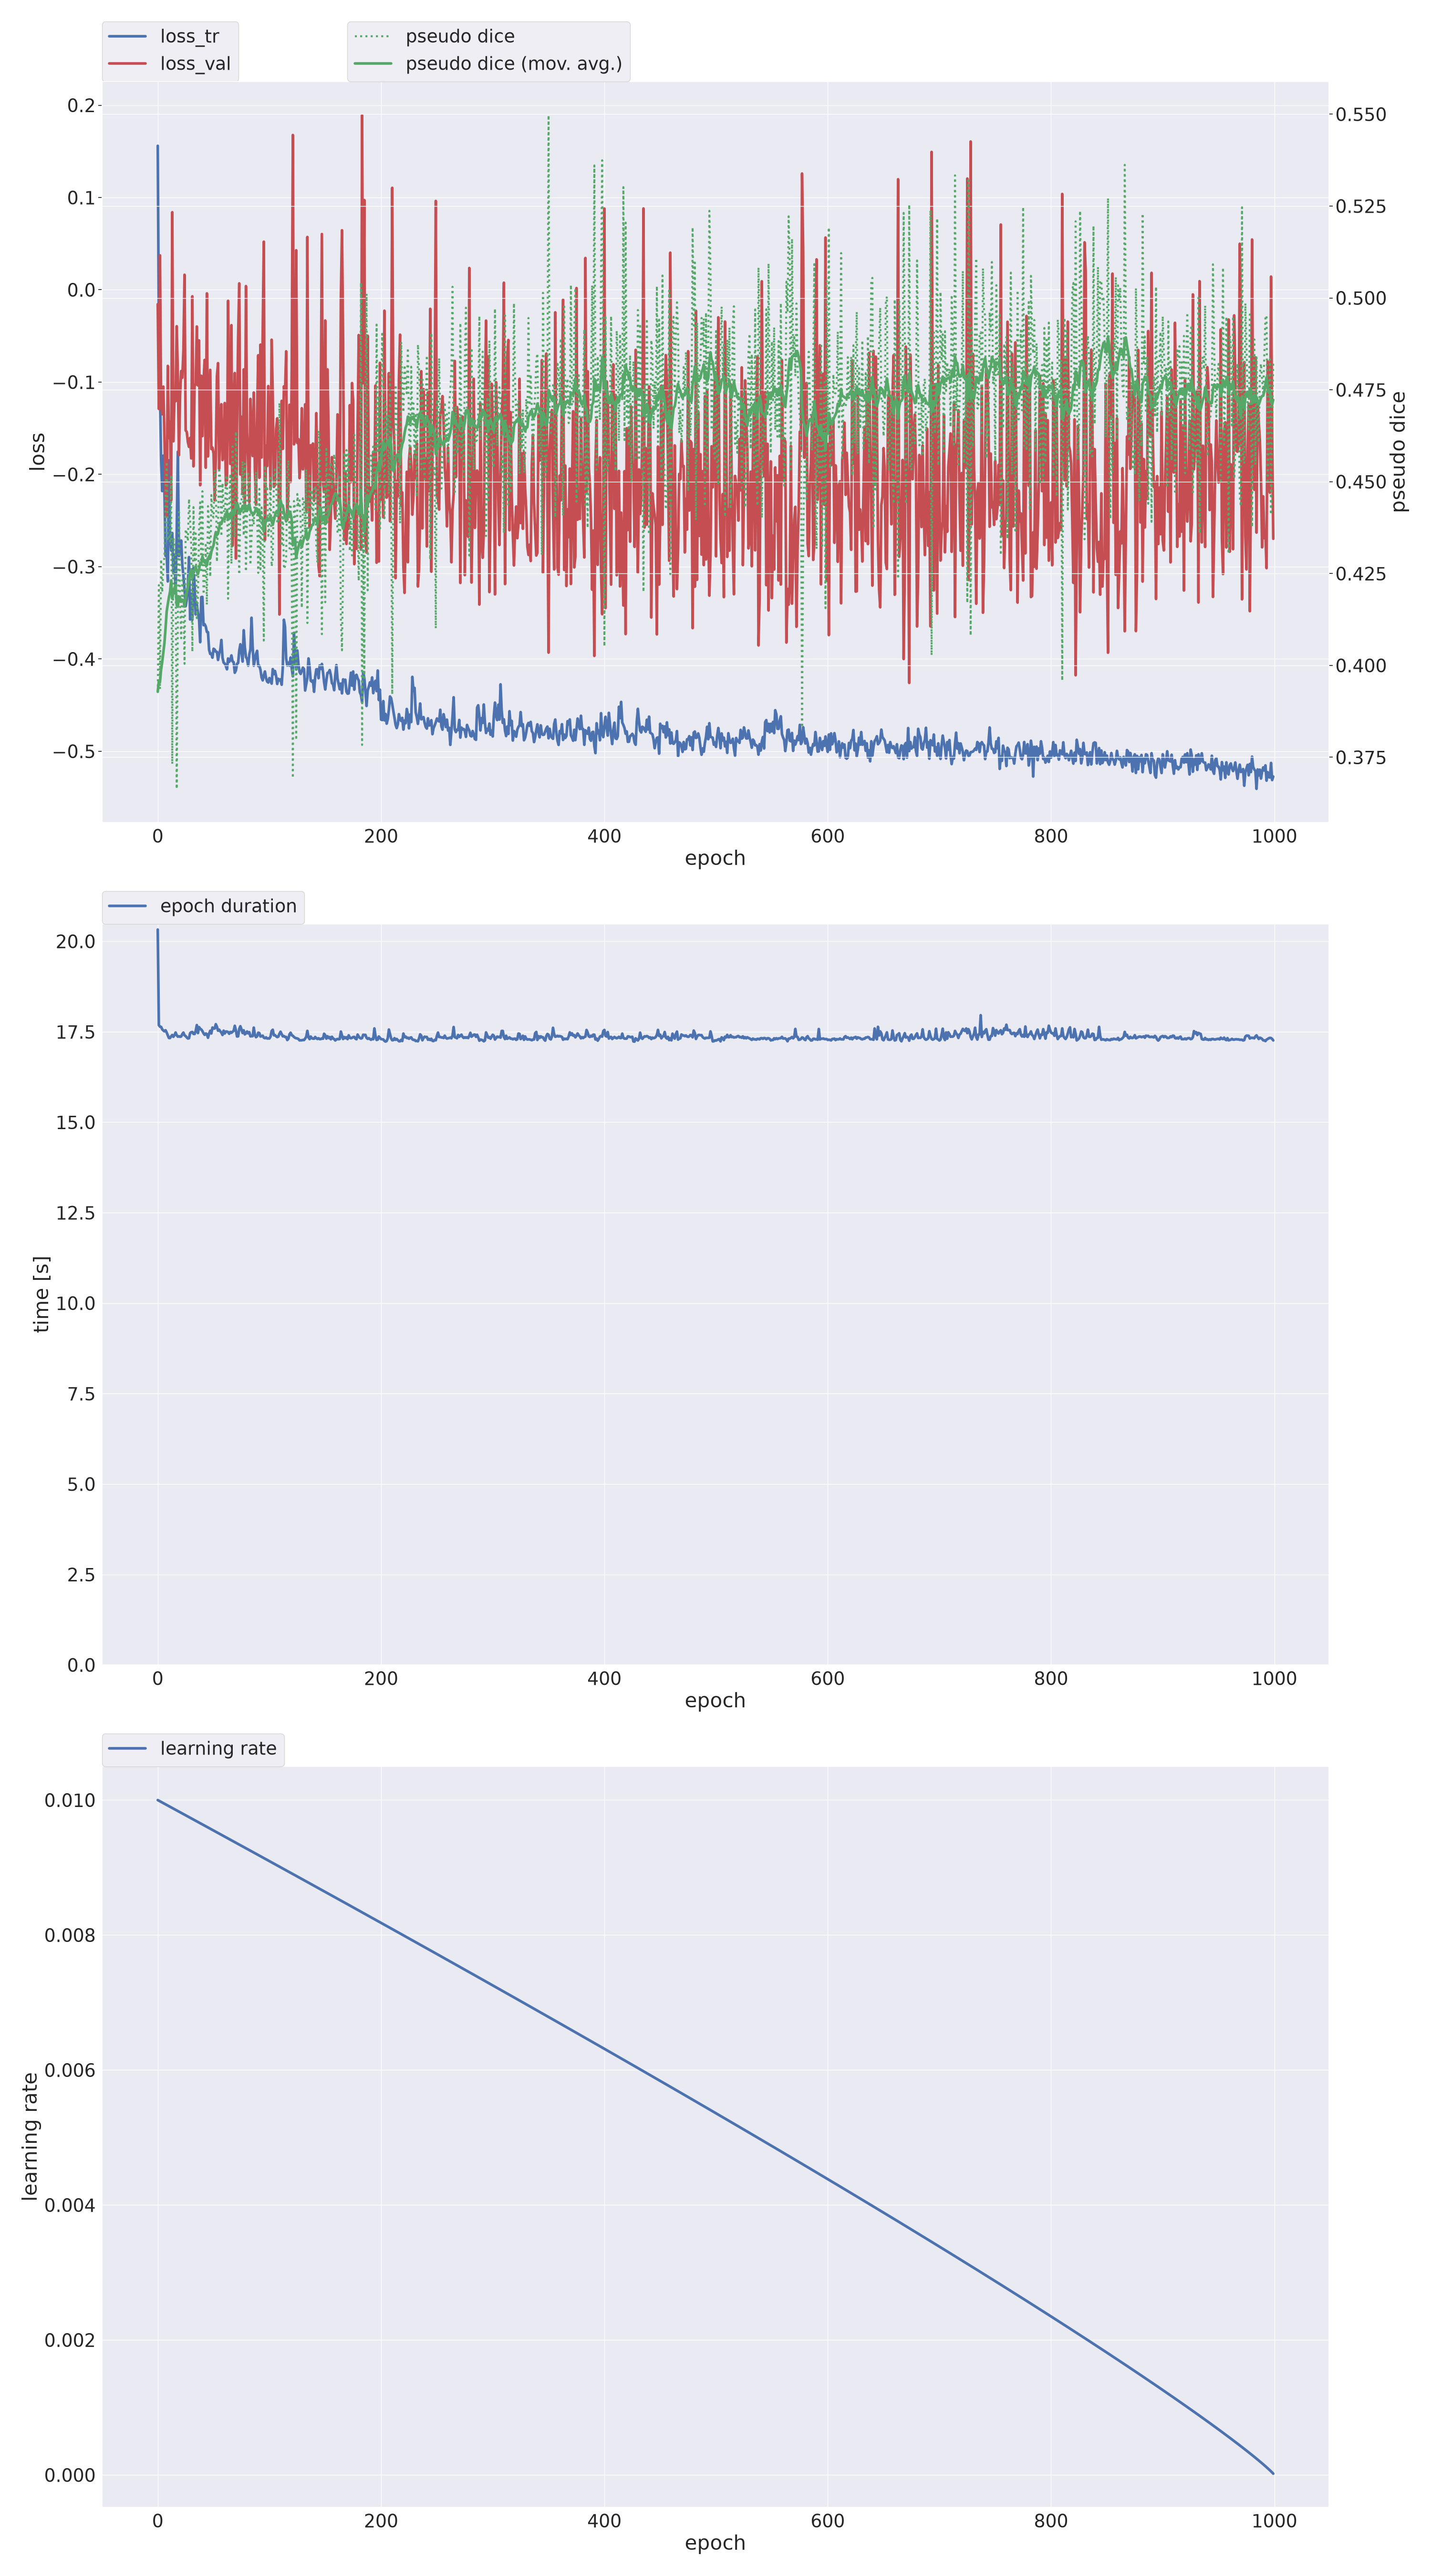 loss_tr
loss_val
pseudo dice
pseudo dice (mov. avg.)
0.2
0.1
0.0
−0.1
−0.2
−0.3
−0.4
−0.5
loss
0.550
0.525
0.500
0.475
0.450
0.425
0.400
0.375
pseudo dice
0 200 400 600 800 1000
epoch
epoch duration
20.0
17.5
15.0
12.5
10.0
7.5
5.0
2.5
0.0
time [s]
0 200 400 600 800 1000
epoch
learning rate
0.010
0.008
0.006
0.004
0.002
0.000
learning rate
0 200 400 600 800 1000
epoch